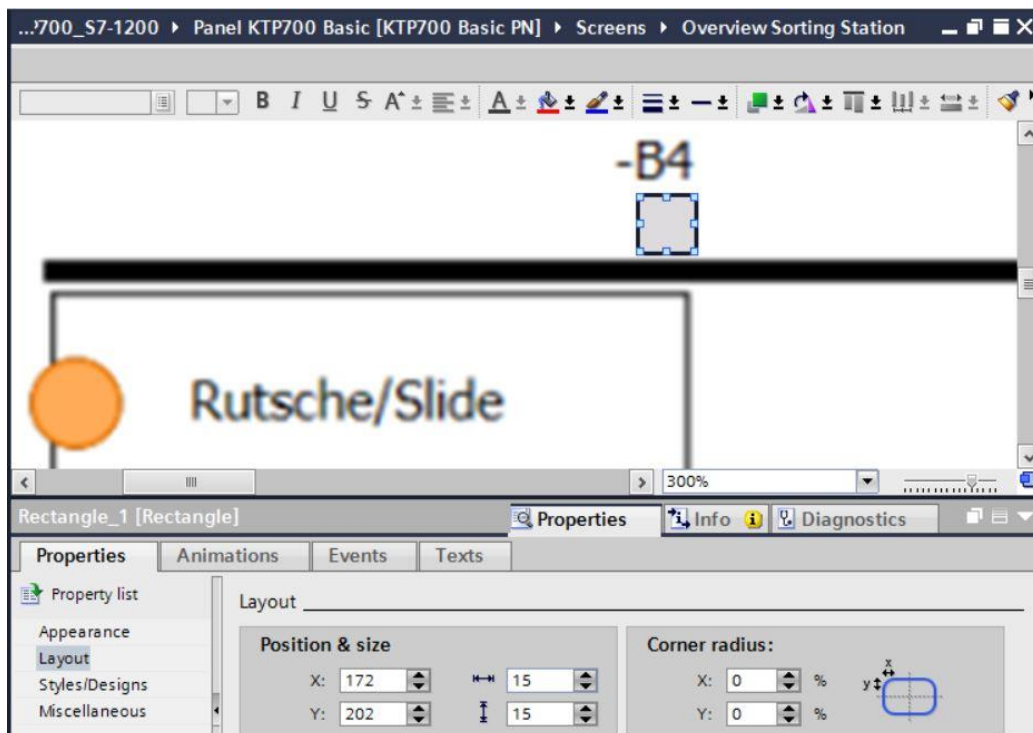 ...'700_S7-1200 ▸ Panel KTP700 Basic [KTP700 Basic PN] ▸ Screens ▸ Overview Sorting Station
B I U S A A
-B4
Rutsche/Slide
300%
Rectangle_1 [Rectangle]
Properties Info Diagnostics
Properties Animations Events Texts
Property list
Appearance
Layout
Styles/Designs
Miscellaneous
Layout
Position & size
X: 172 15
Y: 202 15
Corner radius:
X: 0 %
Y: 0 %
x
y